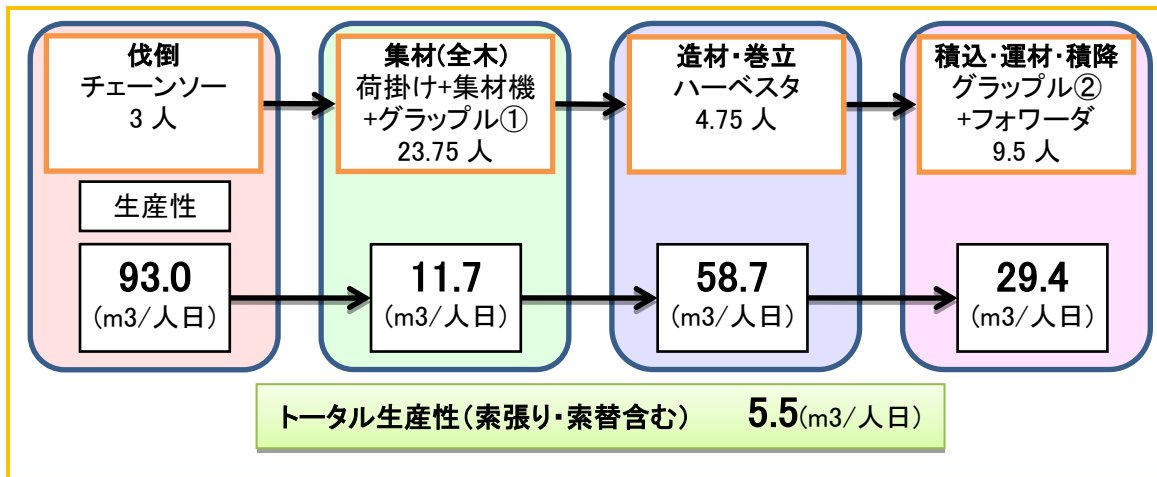 伐倒
チェーンソー
3 人
集材(全木)
荷掛け+集材機
+グラップル①
23.75 人
造材・巻立
ハーベスタ
4.75 人
積込・運材・積降
グラップル②
+フォワーダ
9.5 人
生産性
93.0
(m3/人日)
11.7
(m3/人日)
58.7
(m3/人日)
29.4
(m3/人日)
トータル生産性(索張り・索替含む) 5.5(m3/人日)